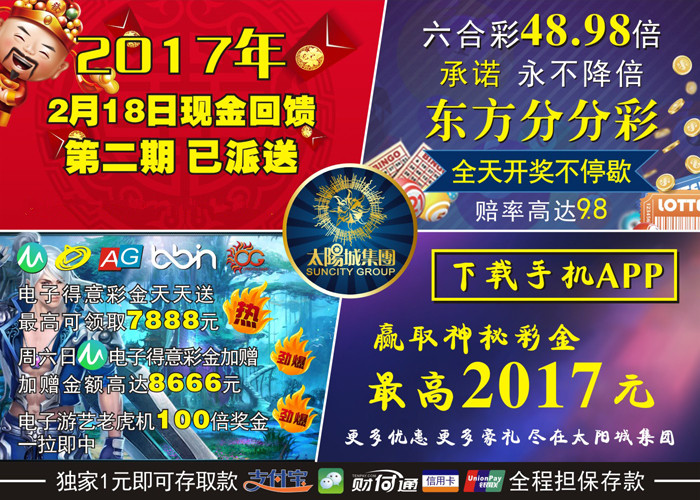 2017年
2月18日现金回馈
第二期 已派送
六合彩48.98倍
承诺 永不降倍
东方分分彩
全天开奖不停歇
赔率高达9.8
BINGO
LOTTO
太陽城集團
SUNCITY GROUP
AG bbin CG
电子得意彩金天天送
最高可领取7888元
热
周六日 电子得意彩金加赠
加赠金额高达8666元
劲爆
电子游艺老虎机100倍奖金
一拉即中
劲爆
下载手机APP
赢取神秘彩金
最高2017元
更多优惠 更多豪礼 尽在太阳城集团
独家1元即可存取款 支付宝 财付通 信用卡 UnionPay 银联 全程担保存款
TENPAY.COM